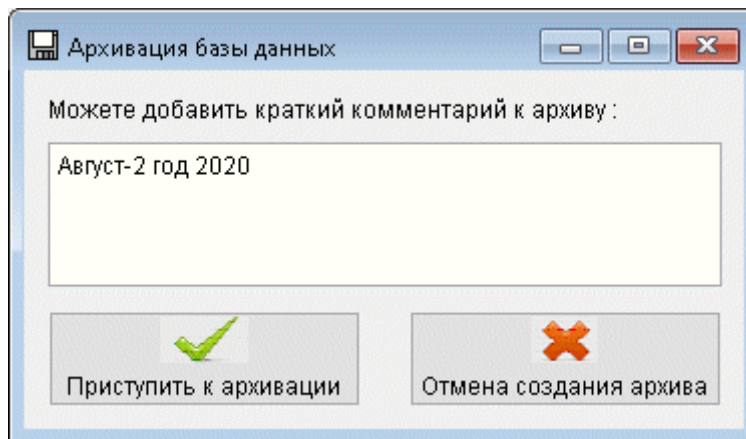 Архивация базы данных
Можете добавить краткий комментарий к архиву :
Август-2 год 2020
Приступить к архивации
Отмена создания архива